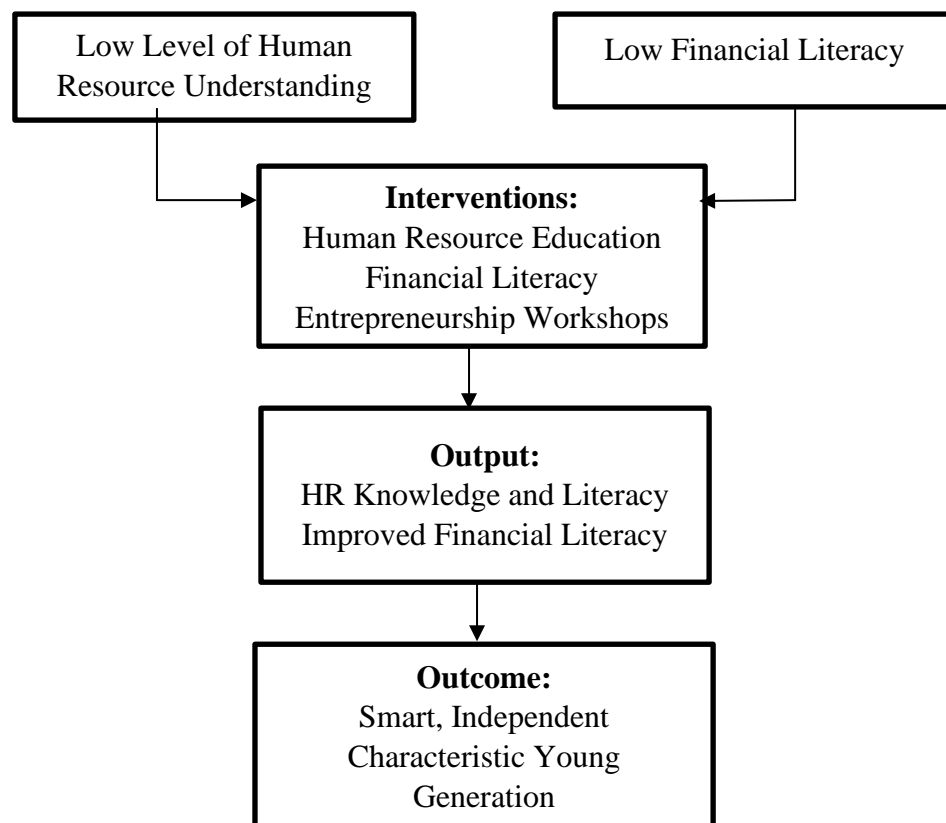 Low Level of Human
Resource Understanding
Low Financial Literacy
Interventions:
Human Resource Education
Financial Literacy
Entrepreneurship Workshops
Output:
HR Knowledge and Literacy
Improved Financial Literacy
Outcome:
Smart, Independent
Characteristic Young
Generation